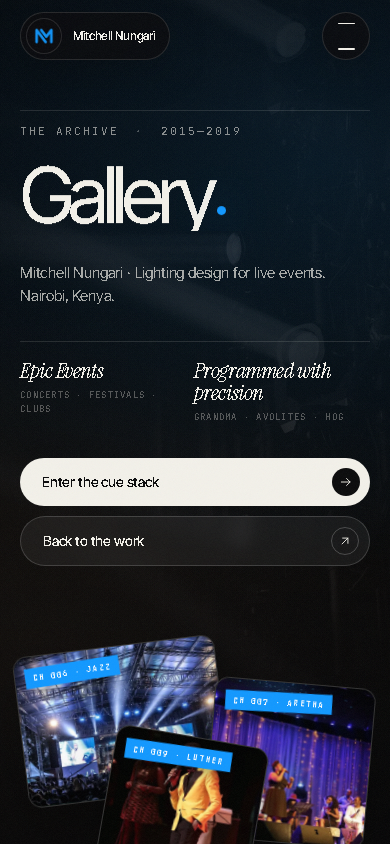 Mitchell Nungari
THE ARCHIVE · 2015—2019
Gallery.
Mitchell Nungari · Lighting design for live events.
Nairobi, Kenya.
Epic Events
CONCERTS · FESTIVALS ·
CLUBS
Programmed with
precision
GRANDMA · AVOLITES · HOG
Enter the cue stack
Back to the work
CH 006 · JAZZ
CH 007 · ARETHA
CH 009 · LUTHER